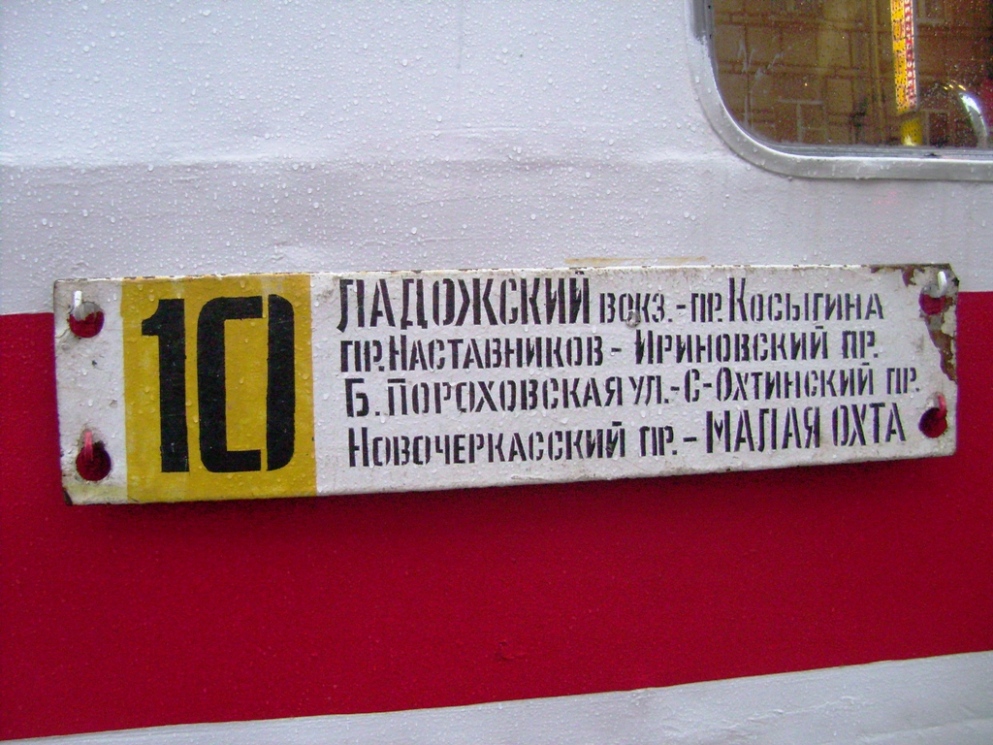 10
ЛАДОЖСКИЙ ВОКЗ.-ПР.КОСЫГИНА
ПР.НАСТАВНИКОВ - ИРИНОВСКИЙ ПР.
Б. ПОРОХОВСКАЯ УЛ.-С-ОХТИНСКИЙ ПР.
НОВОЧЕРКАССКИЙ ПР. - МАЛАЯ ОХТА